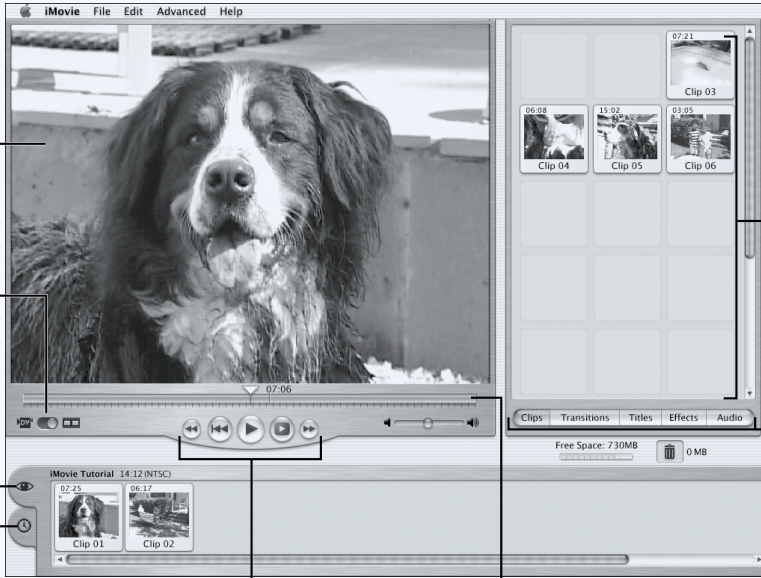 iMovie File Edit Advanced Help
07:21
Clip 03
06:08 15:02 03:05
Clip 04 Clip 05 Clip 06
07:06
DV
Clips Transitions Titles Effects Audio
Free Space: 730MB
0 MB
iMovie Tutorial 14:12 (NTSC)
07:25 06:17
Clip 01 Clip 02